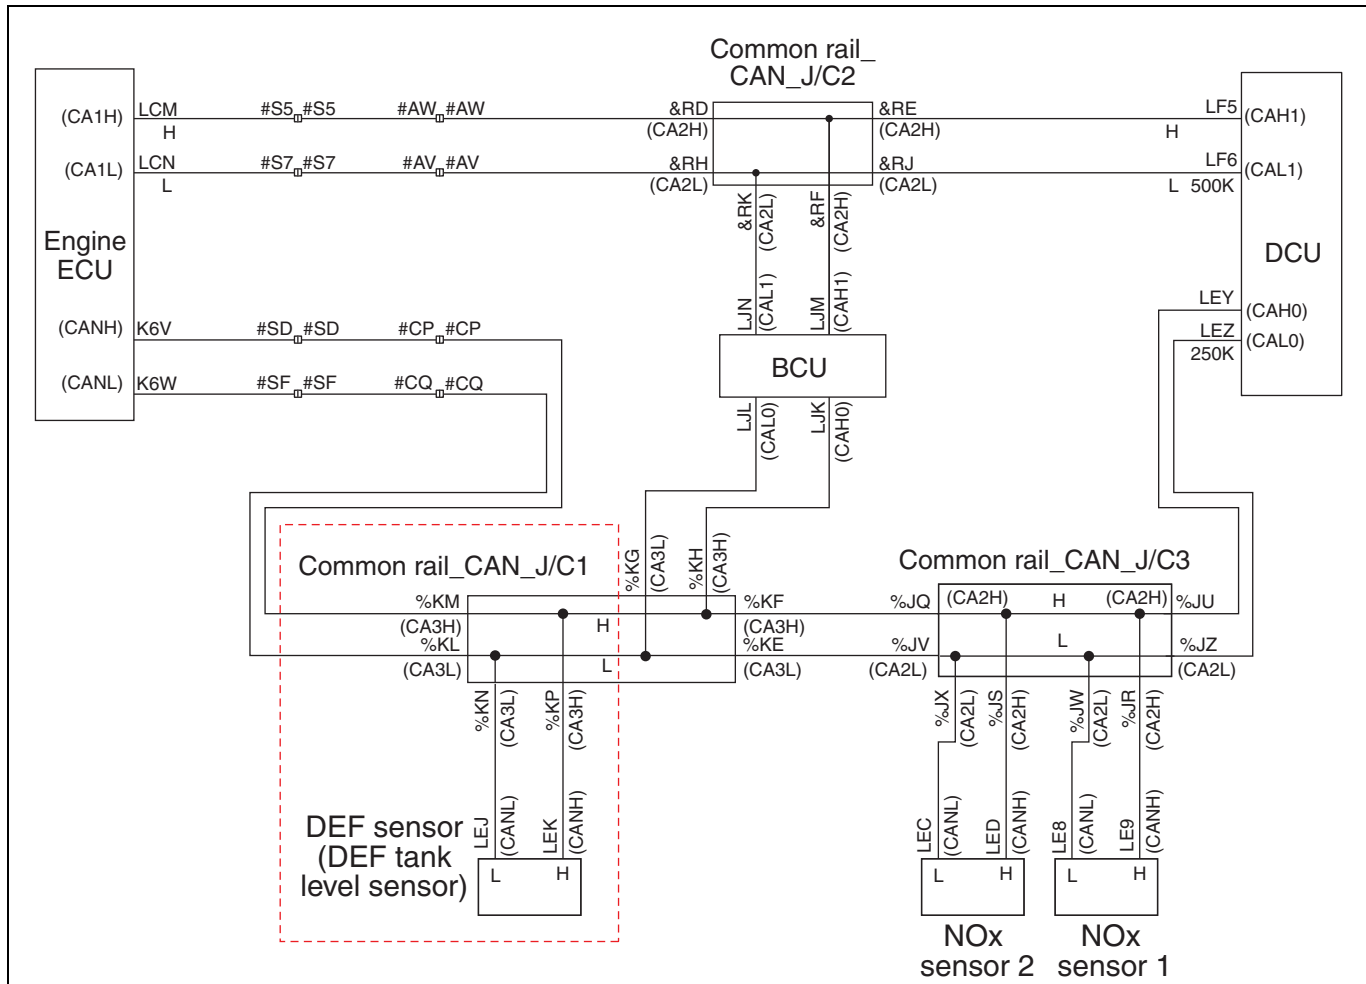 Common rail_
CAN_J/C2
(CA1H)
LCM
H
#S5
#S5
#AW
#AW
&RD
(CA2H)
&RE
(CA2H)
H
LF5
(CAH1)
(CA1L)
LCN
L
#S7
#S7
#AV
#AV
&RH
(CA2L)
&RJ
(CA2L)
L
500K
LF6
(CAL1)
&RK
(CA2L)
&RF
(CA2H)
Engine
ECU
DCU
LJN
(CAL1)
LJM
(CAH1)
BCU
LJL
(CAL0)
LJK
(CAH0)
(CANH)
K6V
#SD
#SD
#CP
#CP
(CANL)
K6W
#SF
#SF
#CQ
#CQ
LEY
(CAH0)
LEZ
250K
(CAL0)
Common rail_CAN_J/C1
%KG
(CA3L)
%KH
(CA3H)
Common rail_CAN_J/C3
%KM
(CA3H)
H
%KF
(CA3H)
%KL
(CA3L)
L
%KE
(CA3L)
%JQ
(CA2H)
H
(CA2H)
%JU
%JV
(CA2L)
L
%JZ
(CA2L)
%KN
(CA3L)
%KP
(CA3H)
%JX
(CA2L)
%JS
(CA2H)
%JW
(CA2L)
%JR
(CA2H)
DEF sensor
(DEF tank
level sensor)
LEJ
(CANL)
LEK
(CANH)
L
H
LEC
(CANL)
LED
(CANH)
LE8
(CANL)
LE9
(CANH)
L
H
L
H
NOx
sensor 2
NOx
sensor 1